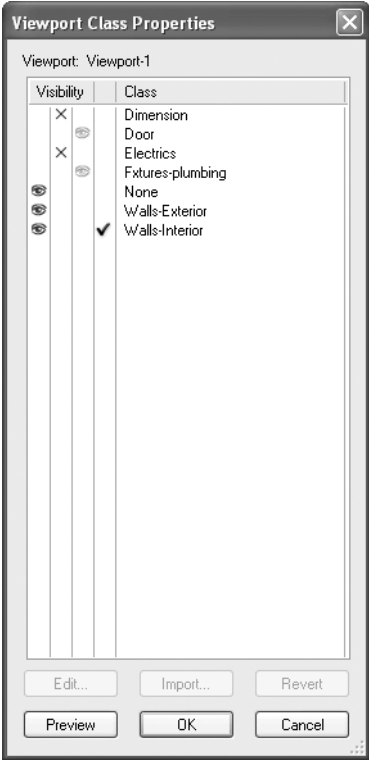 Viewport Class Properties
Viewport: Viewport-1
Visibility Class
Dimension
Door
Electrics
Fxtures-plumbing
None
Walls-Exterior
Walls-Interior
Edit... Import... Revert
Preview OK Cancel